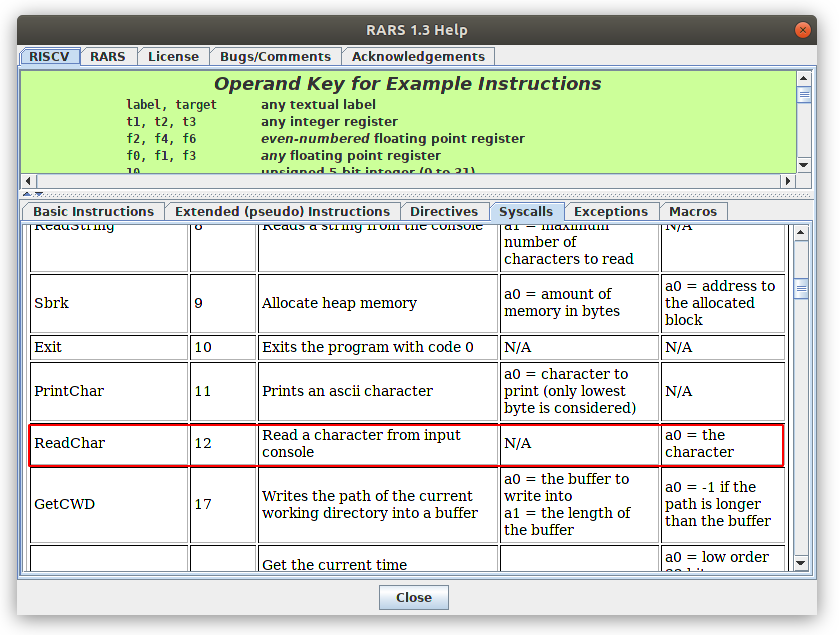 RARS 1.3 Help
RISCV RARS License Bugs/Comments Acknowledgements
Operand Key for Example Instructions
label, target any textual label
t1, t2, t3 any integer register
f2, f4, f6 even-numbered floating point register
f0, f1, f3 any floating point register
10 unsigned 5-bit integer (0 to 31)
Basic Instructions Extended (pseudo) Instructions Directives Syscalls Exceptions Macros
ReadString 8 Reads a string from the console a1 = maximum N/A
number of
characters to read
Sbrk 9 Allocate heap memory a0 = amount of
memory in bytes
a0 = address to
the allocated
block
Exit 10 Exits the program with code 0 N/A N/A
PrintChar 11 Prints an ascii character a0 = character to
print (only lowest
byte is considered)
N/A
ReadChar 12 Read a character from input
console
N/A
a0 = the
character
GetCWD 17 Writes the path of the current
working directory into a buffer
a0 = the buffer to
write into
a1 = the length of
the buffer
a0 = -1 if the
path is longer
than the buffer
Get the current time
a0 = low order
Close